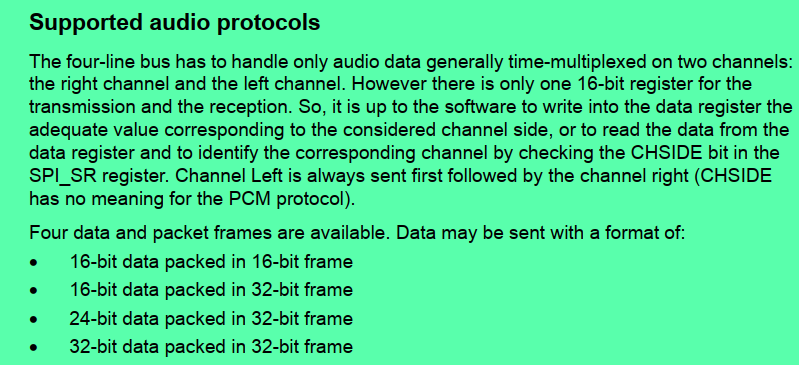 Supported audio protocols
The four-line bus has to handle only audio data generally time-multiplexed on two channels:
the right channel and the left channel. However there is only one 16-bit register for the
transmission and the reception. So, it is up to the software to write into the data register the
adequate value corresponding to the considered channel side, or to read the data from the
data register and to identify the corresponding channel by checking the CHSIDE bit in the
SPI_SR register. Channel Left is always sent first followed by the channel right (CHSIDE
has no meaning for the PCM protocol).
Four data and packet frames are available. Data may be sent with a format of:
• 16-bit data packed in 16-bit frame
• 16-bit data packed in 32-bit frame
• 24-bit data packed in 32-bit frame
• 32-bit data packed in 32-bit frame